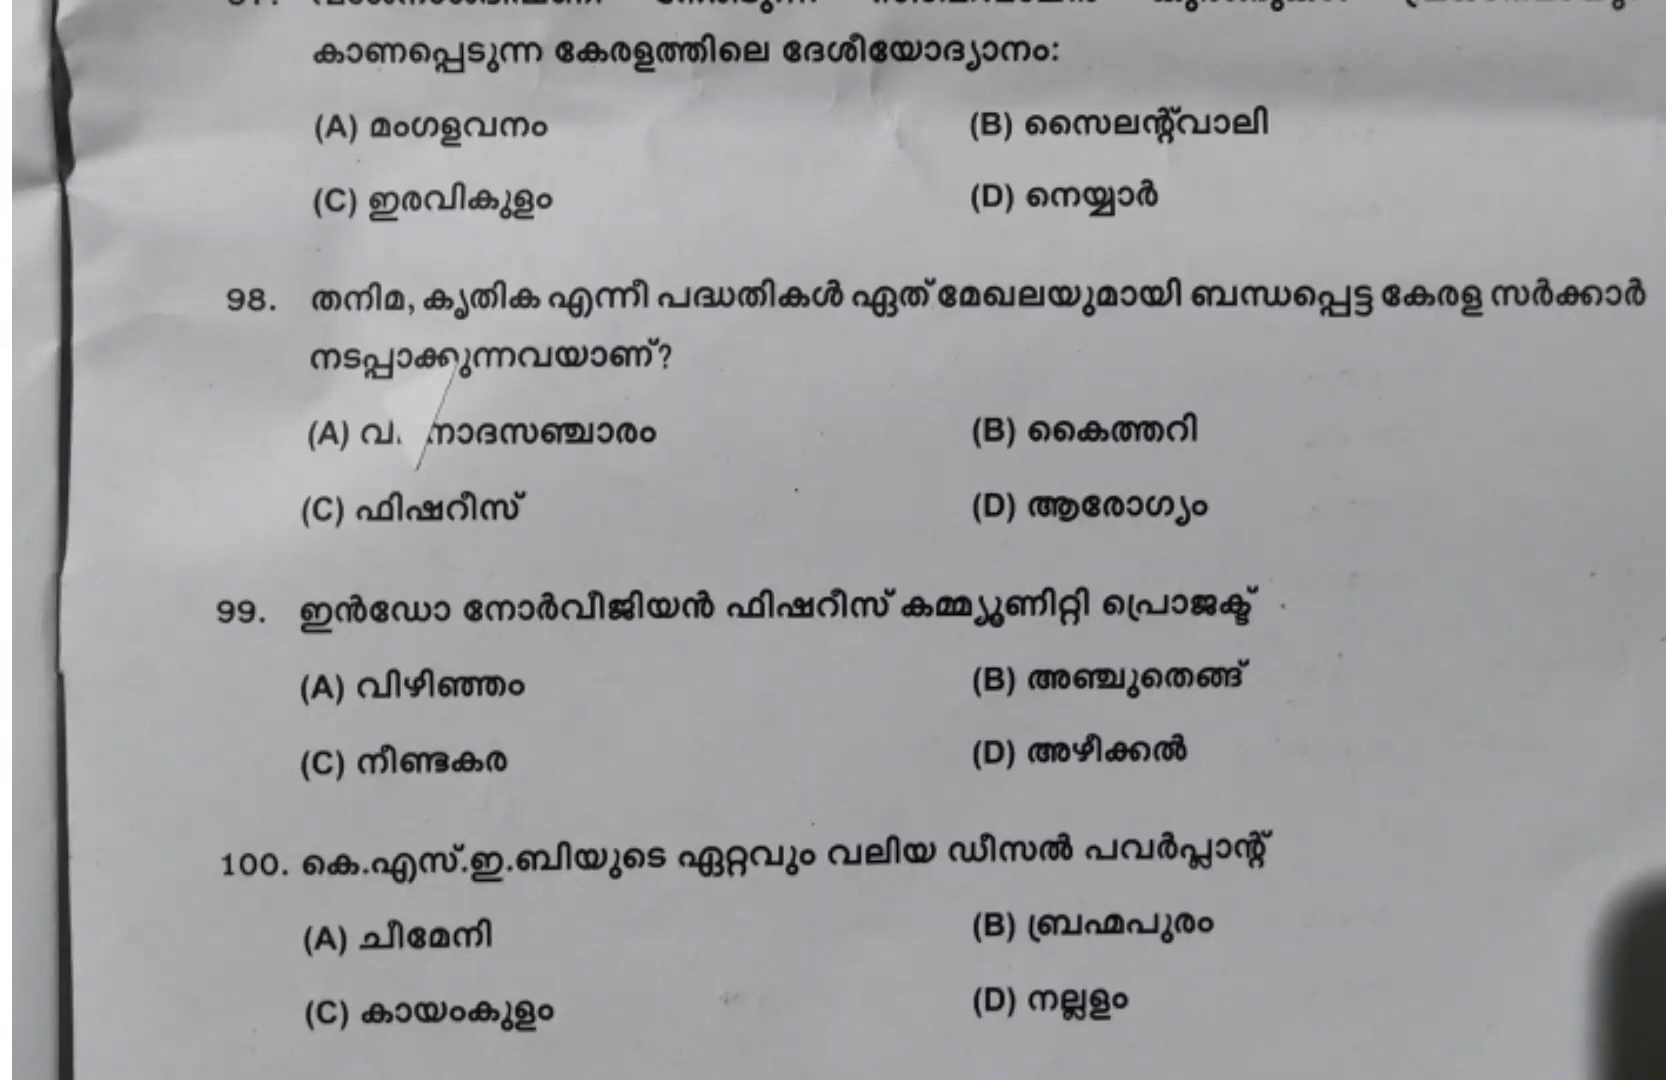 കാണപ്പെടുന്ന കേരളത്തിലെ ദേശീയോദ്യാനം:
(A) മംഗളവനം (B) സൈലന്റ്‌വാലി
(C) ഇരവികുളം (D) നെയ്യാർ
98. തനിമ, കൃതിക എന്നീ പദ്ധതികൾ ഏത് മേഖലയുമായി ബന്ധപ്പെട്ട കേരള സർക്കാർ
നടപ്പാക്കുന്നവയാണ്?
(A) നോദസഞ്ചാരം (B) കൈത്തറി
(C) ഫിഷറീസ് (D) ആരോഗ്യം
99. ഇൻഡോ നോർവീജിയൻ ഫിഷറീസ് കമ്മ്യുണിറ്റി പ്രൊജക്ട്
(A) വിഴിഞ്ഞം (B) അഞ്ചുതെങ്ങ്
(C) നീണ്ടകര (D) അഴീക്കൽ
100. കെ.എസ്.ഇ.ബിയുടെ ഏറ്റവും വലിയ ഡീസൽ പവർപ്ലാന്റ്
(A) ചീമേനി (B) ബ്രഹ്മപുരം
(C) കായംകുളം (D) നല്ലളം